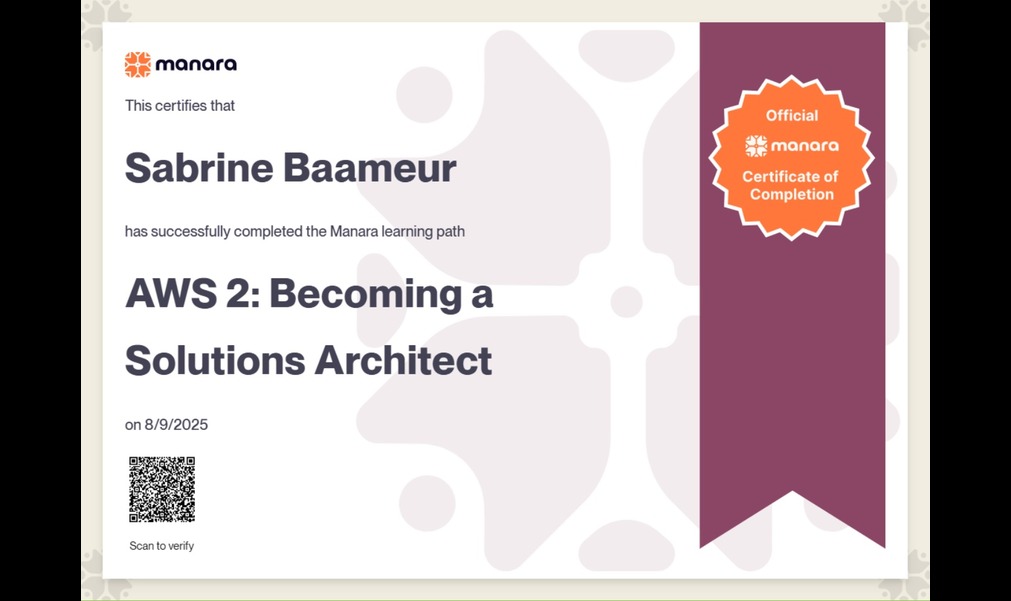 manara
This certifies that
Sabrine Baameur
has successfully completed the Manara learning path
AWS 2: Becoming a
Solutions Architect
on 8/9/2025
Scan to verify
Official
manara
Certificate of
Completion